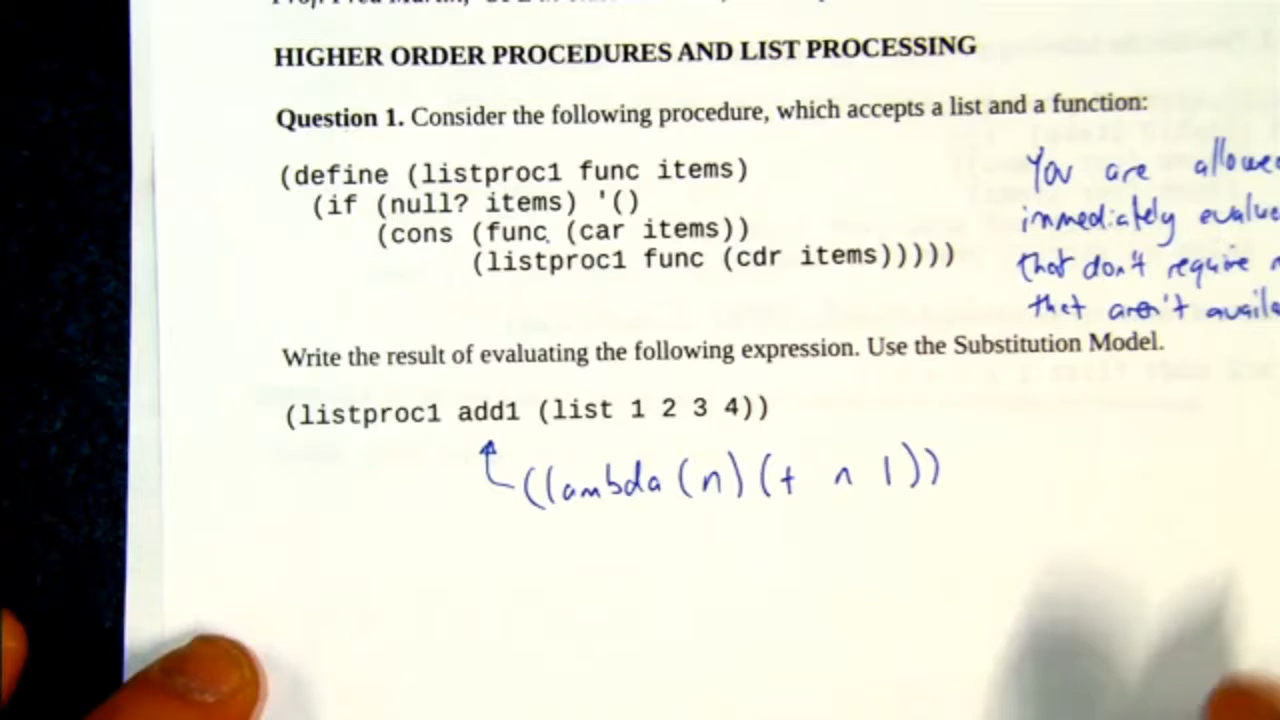 HIGHER ORDER PROCEDURES AND LIST PROCESSING
Question 1. Consider the following procedure, which accepts a list and a function:
(define (listproc1 func items)
(if (null? items) '()
(cons (func (car items))
(listproc1 func (cdr items)))))
You are
immediately
that don't require
that aren't
Write the result of evaluating the following expression. Use the Substitution Model.
(listproc1 add1 (list 1 2 3 4))
(lambda (n) (+ n 1))